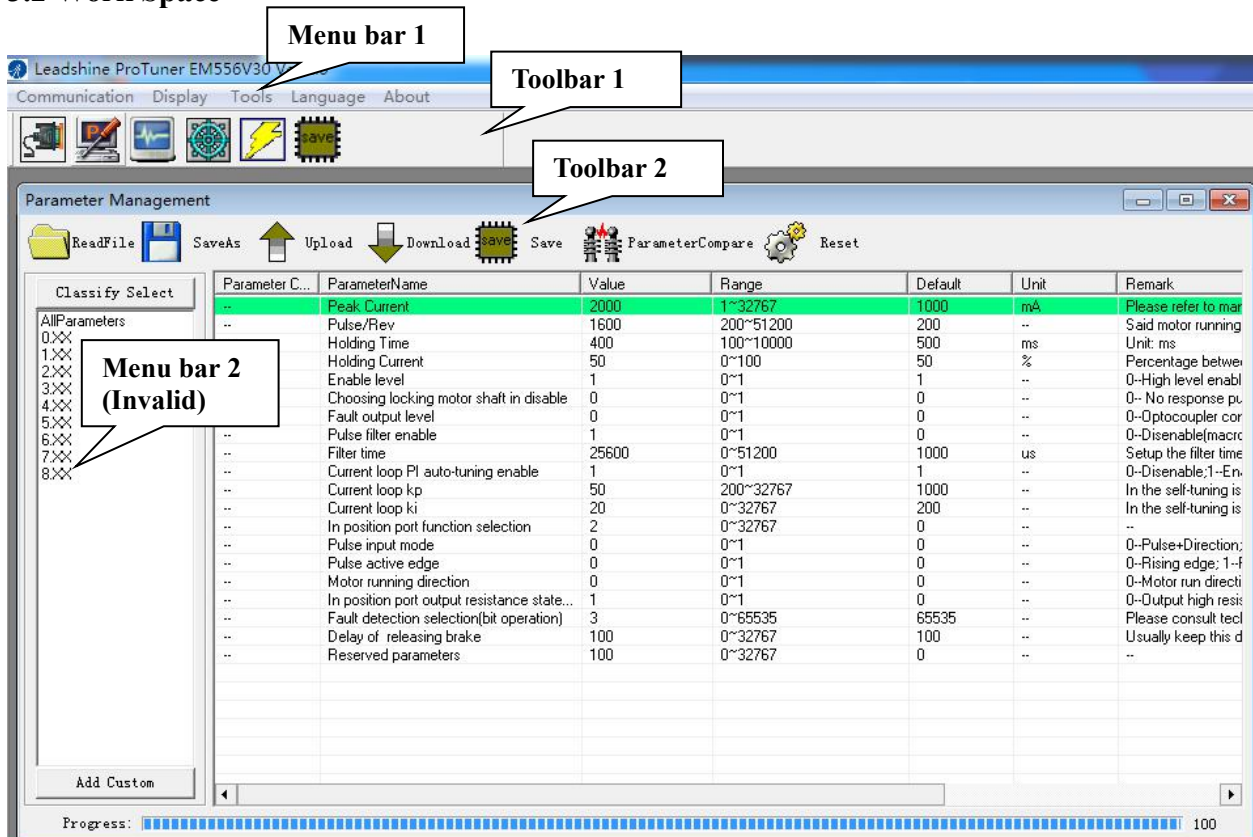 Menu bar 1
Leadshine ProTuner EM556V30
Toolbar 1
Communication Display Tools Language About
save
Toolbar 2
Parameter Management
ReadFile SaveAs Upload Download save Save ParameterCompare Reset
Classify Select
Parameter C... ParameterName Value Range Default Unit Remark
-- Peak Current 2000 1~32767 1000 mA Please refer to mar
AllParameters
-- Pulse/Rev 1600 200~51200 200 -- Said motor running
0.XX
Holding Time 400 100~10000 500 ms Unit: ms
1.XX
Holding Current 50 0~100 50 % Percentage betwe
2.XX
Menu bar 2
(Invalid)
Enable level 1 0~1 1 -- 0--High level enabl
3.XX
Choosing locking motor shaft in disable 0 0~1 0 -- 0-- No response pu
4.XX
Fault output level 0 0~1 0 -- 0--Optocoupler cor
5.XX
-- Pulse filter enable 1 0~1 0 -- 0--Disenable(macro
6.XX
-- Filter time 25600 0~51200 1000 us Setup the filter time
7.XX
-- Current loop PI auto-tuning enable 1 0~1 1 -- 0--Disenable;1--En
8.XX
-- Current loop kp 50 200~32767 1000 -- In the self-tuning is
-- Current loop ki 20 0~32767 200 -- In the self-tuning is
-- In position port function selection 2 0~32767 0 -- --
-- Pulse input mode 0 0~1 0 -- 0--Pulse+Direction;
-- Pulse active edge 0 0~1 0 -- 0--Rising edge; 1--
-- Motor running direction 0 0~1 0 -- 0--Motor run directi
-- In position port output resistance state... 1 0~1 0 -- 0--Output high resis
-- Fault detection selection(bit operation) 3 0~65535 65535 -- Please consult tecl
-- Delay of releasing brake 100 0~32767 100 -- Usually keep this d
-- Reserved parameters 100 0~32767 0 -- --
Add Custom
Progress: 100